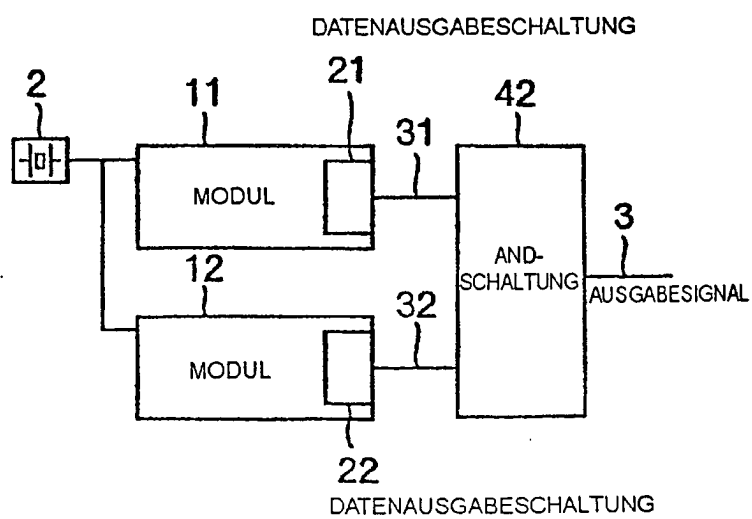 DATENAUSGABESCHALTUNG
2
11
21
31
42
MODUL
3
AND-
SCHALTUNG
AUSGABESIGNAL
12
32
MODUL
22
DATENAUSGABESCHALTUNG